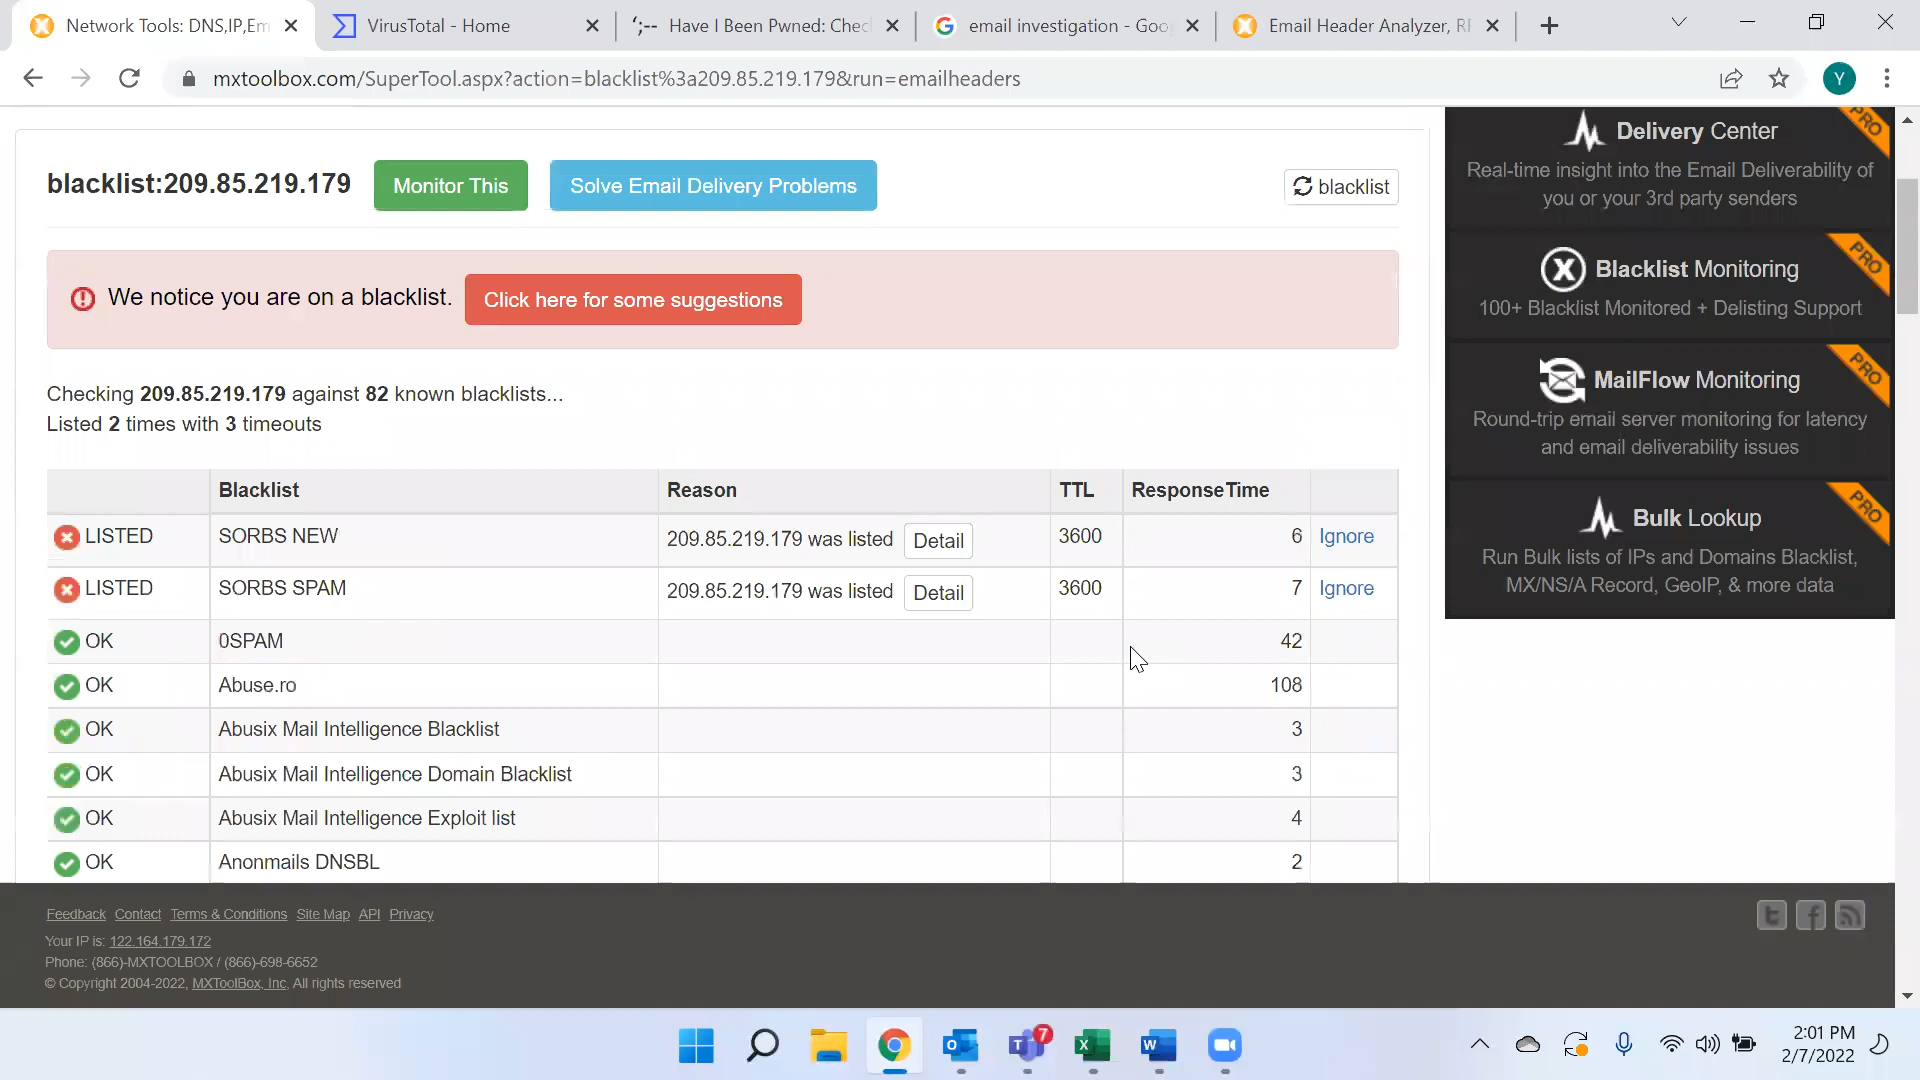 Network Tools: DNS,IP,Em
VirusTotal - Home
Have I Been Pwned: Chec
email investigation - Goo
Email Header Analyzer, RF
mxtoolbox.com/SuperTool.aspx?action=blacklist%3a209.85.219.179&run=emailheaders
Y
blacklist:209.85.219.179
Monitor This
Solve Email Delivery Problems
blacklist
We notice you are on a blacklist.
Click here for some suggestions
Checking 209.85.219.179 against 82 known blacklists...
Listed 2 times with 3 timeouts
Blacklist Reason TTL ResponseTime
LISTED SORBS NEW 209.85.219.179 was listed Detail 3600 6 Ignore
LISTED SORBS SPAM 209.85.219.179 was listed Detail 3600 7 Ignore
OK 0SPAM 42
OK Abuse.ro 108
OK Abusix Mail Intelligence Blacklist 3
OK Abusix Mail Intelligence Domain Blacklist 3
OK Abusix Mail Intelligence Exploit list 4
OK Anonmails DNSBL 2
PRO
Delivery Center
Real-time insight into the Email Deliverability of
you or your 3rd party senders
PRO
Blacklist Monitoring
100+ Blacklist Monitored + Delisting Support
PRO
MailFlow Monitoring
Round-trip email server monitoring for latency
and email deliverability issues
PRO
Bulk Lookup
Run Bulk lists of IPs and Domains Blacklist,
MX/NS/A Record, GeoIP, & more data
Feedback Contact Terms & Conditions Site Map API Privacy
Your IP is: 122.164.179.172
Phone: (866)-MXTOOLBOX / (866)-698-6652
© Copyright 2004-2022, MXToolBox, Inc, All rights reserved
7
2:01 PM
2/7/2022